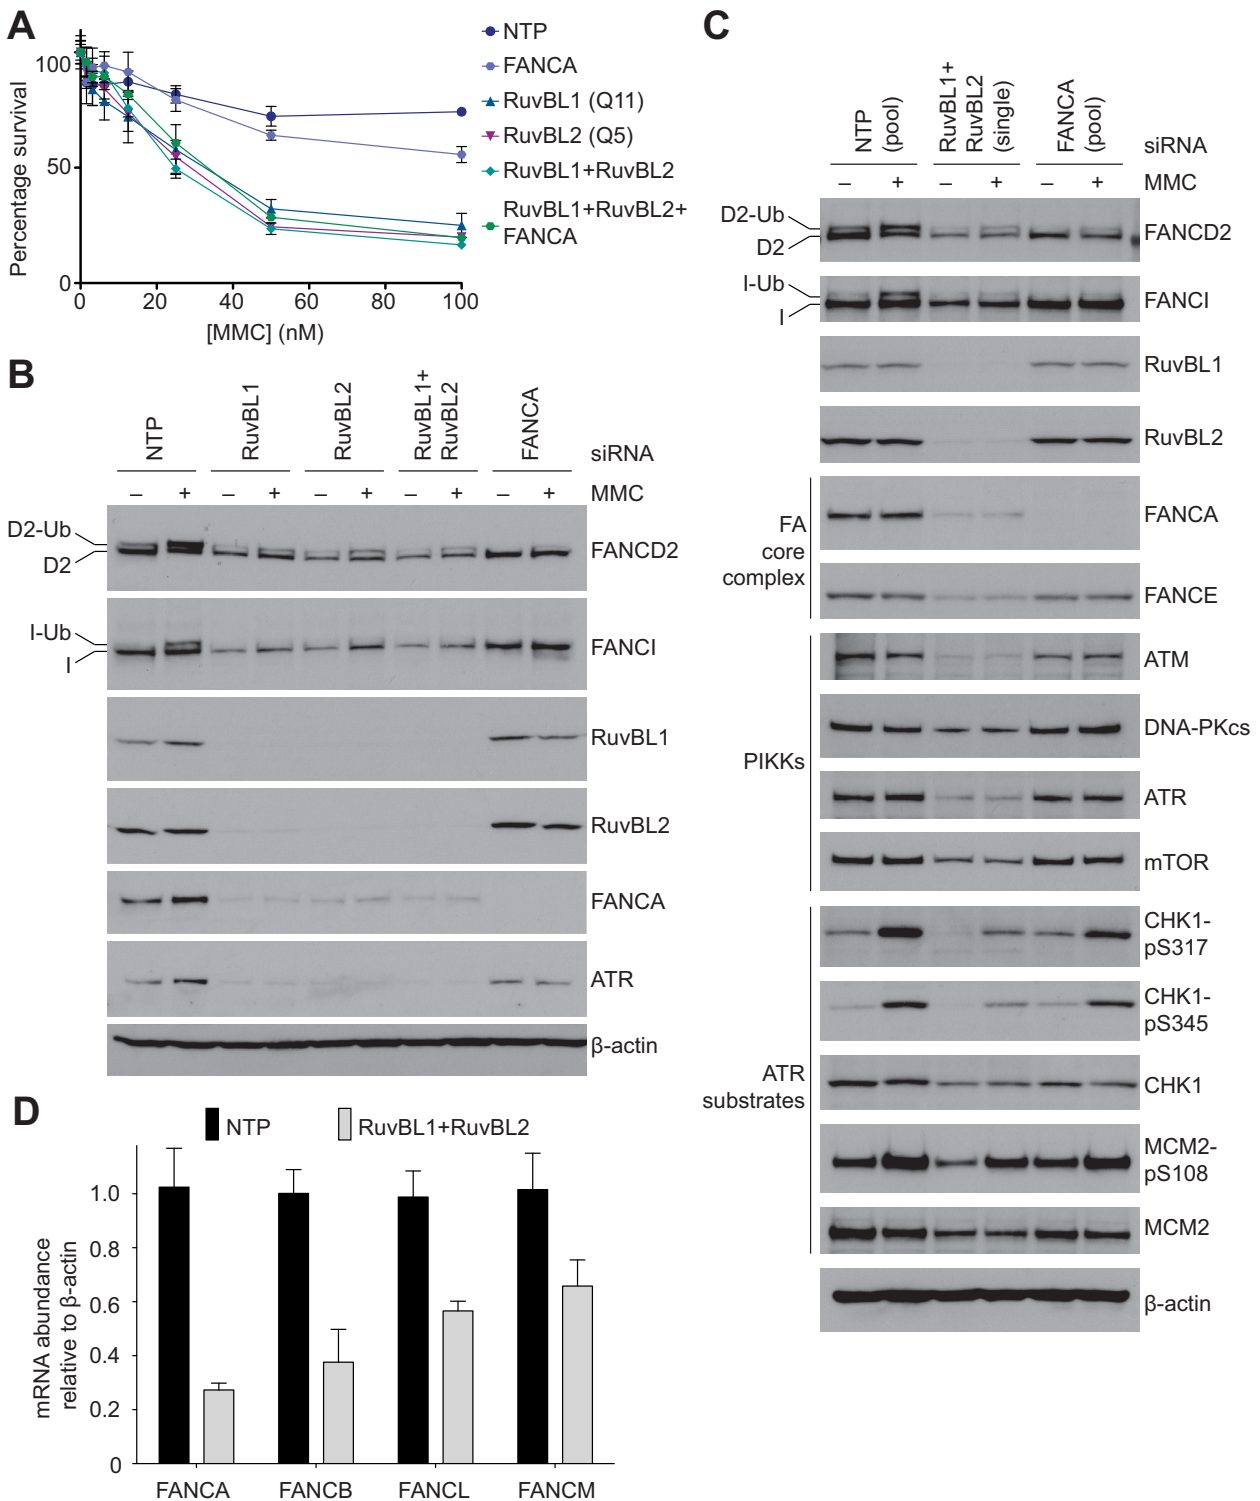 A
Percentage survival
100
50
0
0
20
40
60
80
100
[MMC] (nM)
NTP
FANCA
RuvBL1 (Q11)
RuvBL2 (Q5)
RuvBL1+RuvBL2
RuvBL1+RuvBL2+
FANCA
B
NTP
RuvBL1
RuvBL2
RuvBL1+
RuvBL2
FANCA
siRNA
– + – + – + – + – + MMC
D2-Ub
D2
FANCD2
I-Ub
I
FANCI
RuvBL1
RuvBL2
FANCA
ATR
β-actin
C
NTP
(pool)
RuvBL1+
RuvBL2
(single)
FANCA
(pool)
siRNA
– + – + – + MMC
D2-Ub
D2
FANCD2
I-Ub
I
FANCI
RuvBL1
RuvBL2
FA
core
complex
FANCA
FANCE
PIKKs
ATM
DNA-PKcs
ATR
mTOR
ATR
substrates
CHK1-
pS317
CHK1-
pS345
CHK1
MCM2-
pS108
MCM2
β-actin
D
NTP
RuvBL1+RuvBL2
mRNA abundance
relative to β-actin
1.0
0.8
0.6
0.4
0.2
0
FANCA
FANCB
FANCL
FANCM